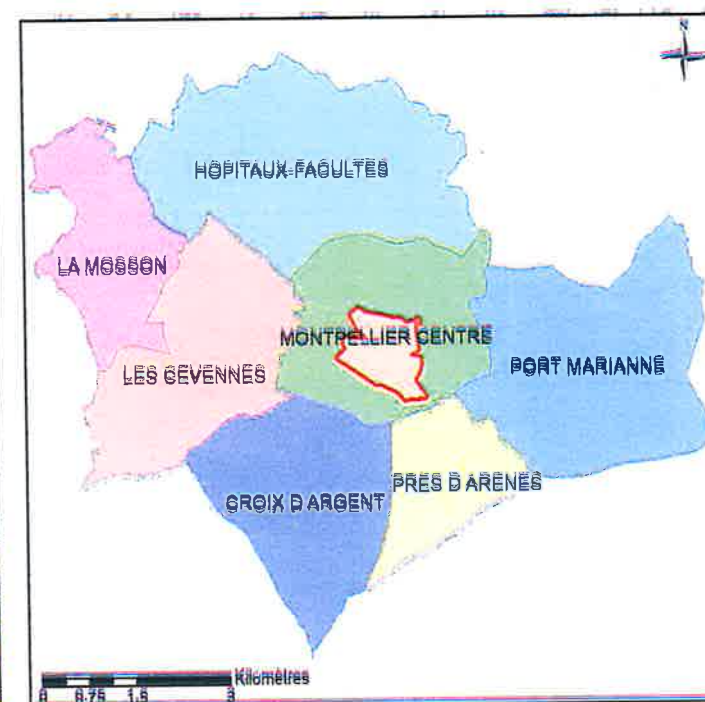 N
HOPITAUX-FACULTES
LA MOSSON
MONTPELLIER CENTRE
PORT MARIANNE
LES CEVENNES
PRES D ARENES
CROIX D ARGENT
Kilomètres
0 0.75 1.5 3